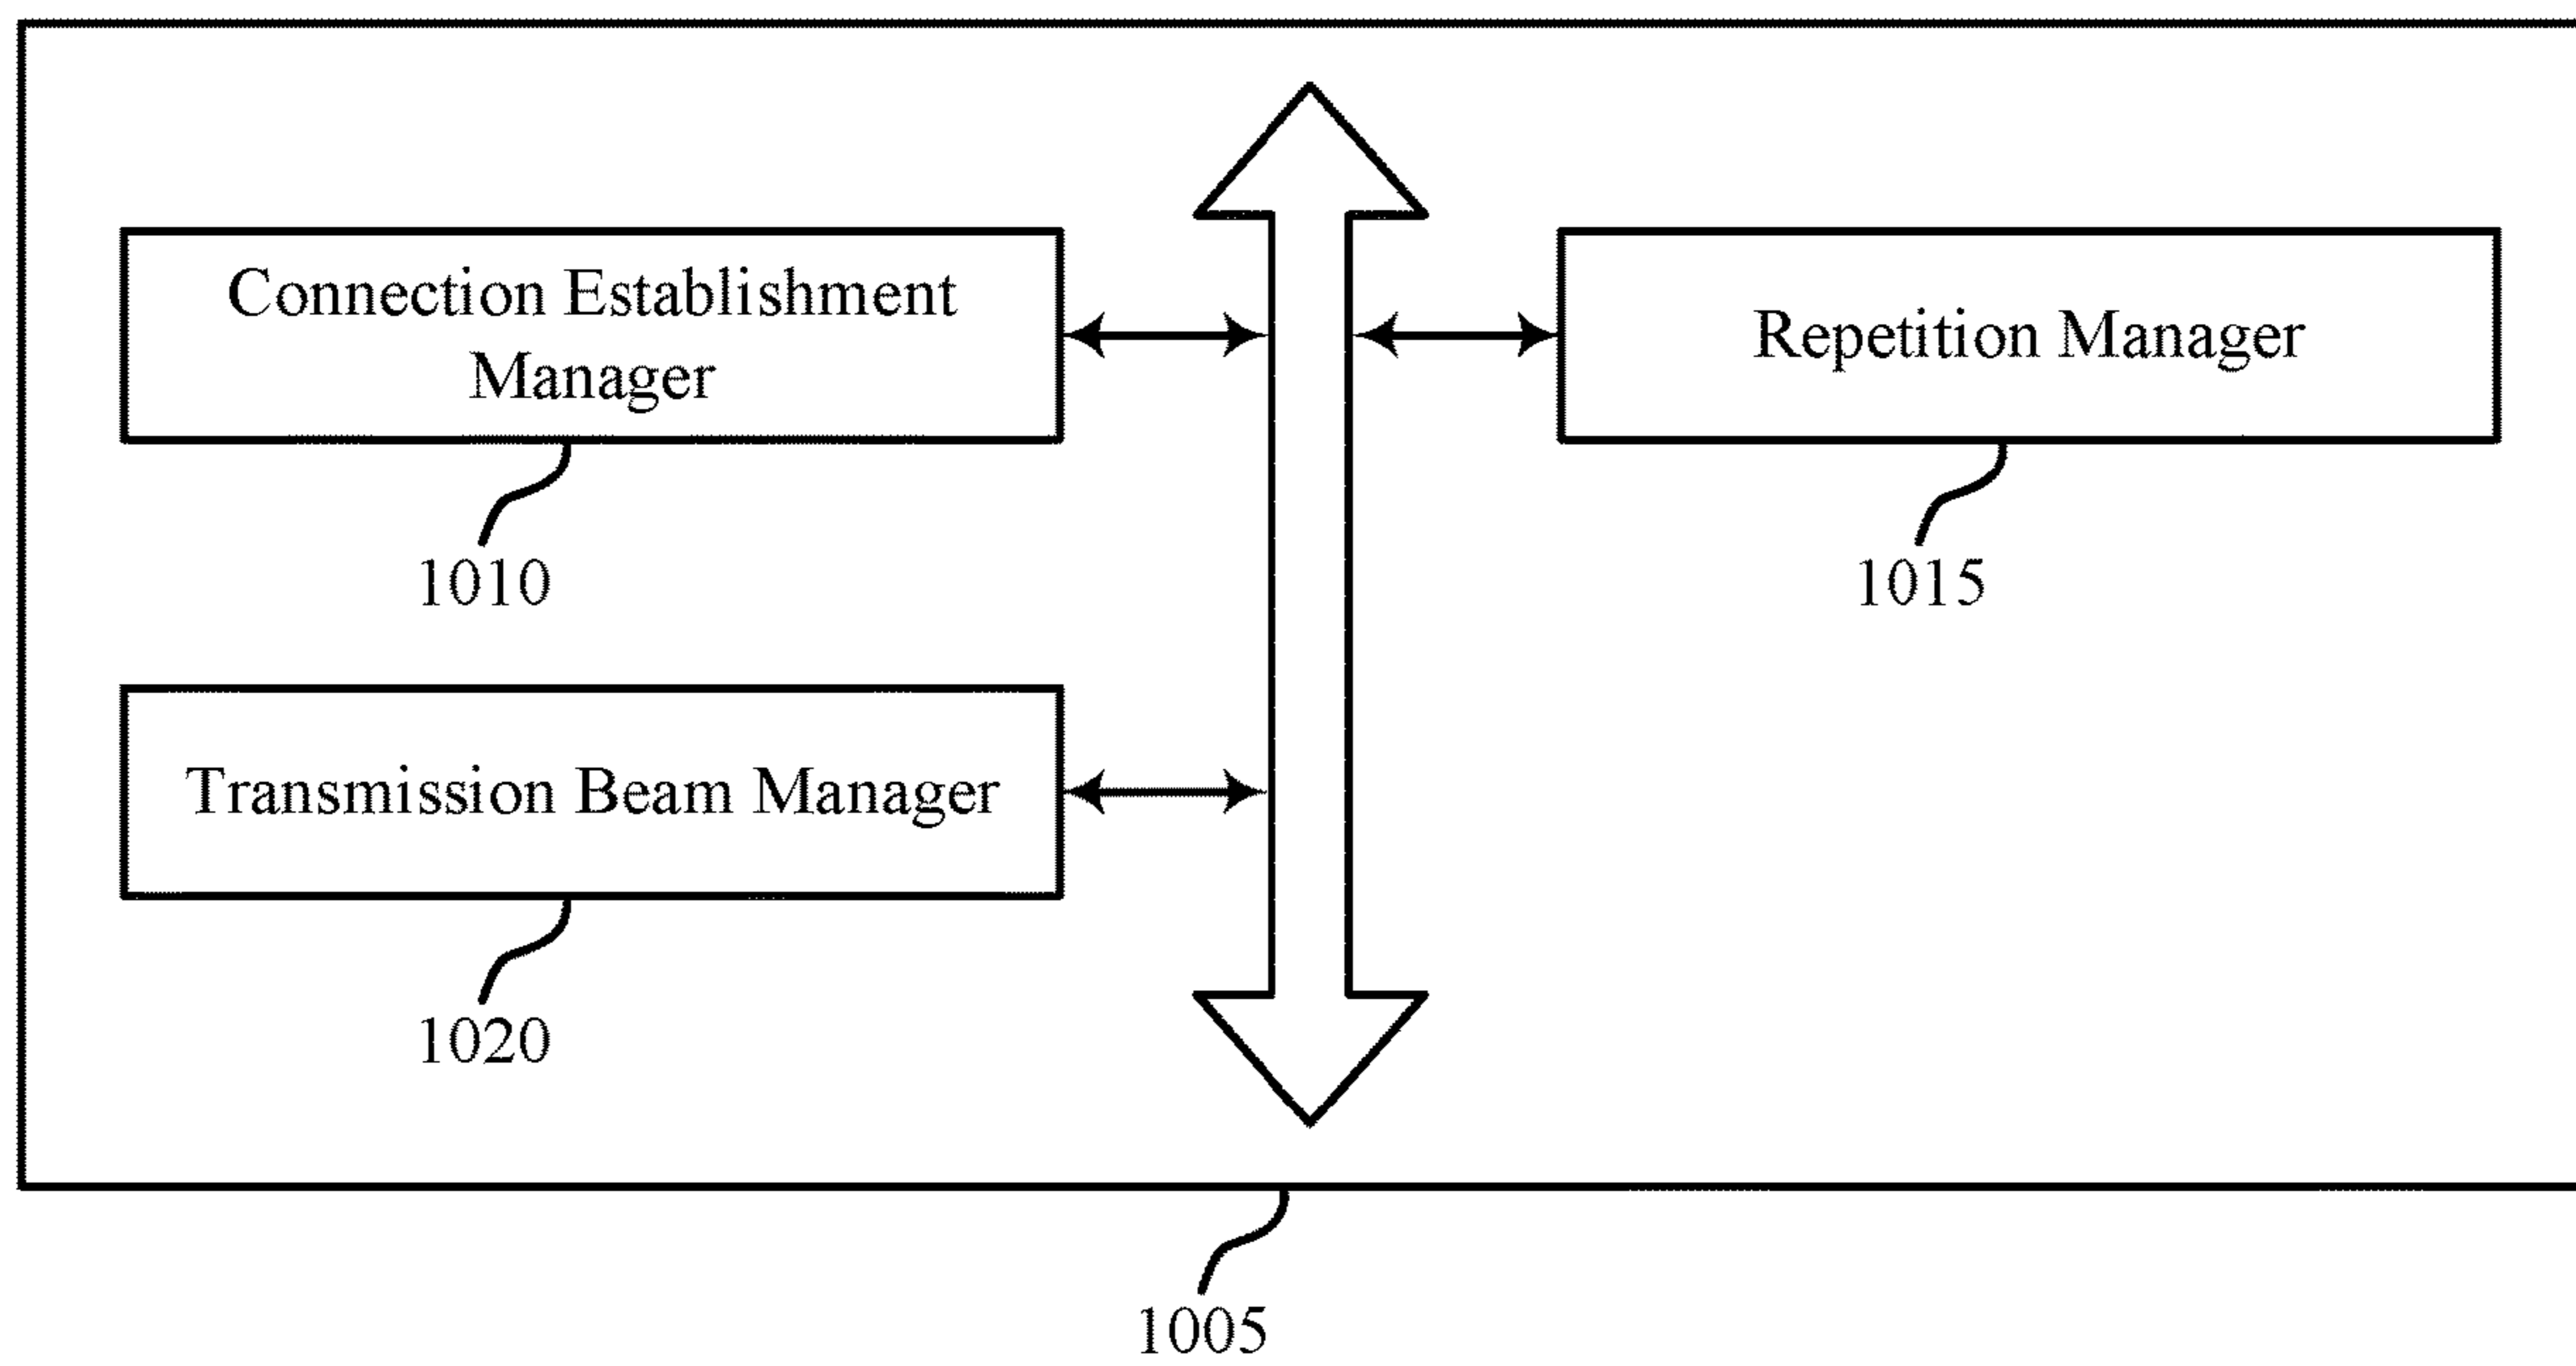 Connection Establishment
Manager
Repetition Manager
1010
1015
Transmission Beam Manager
1020
1005